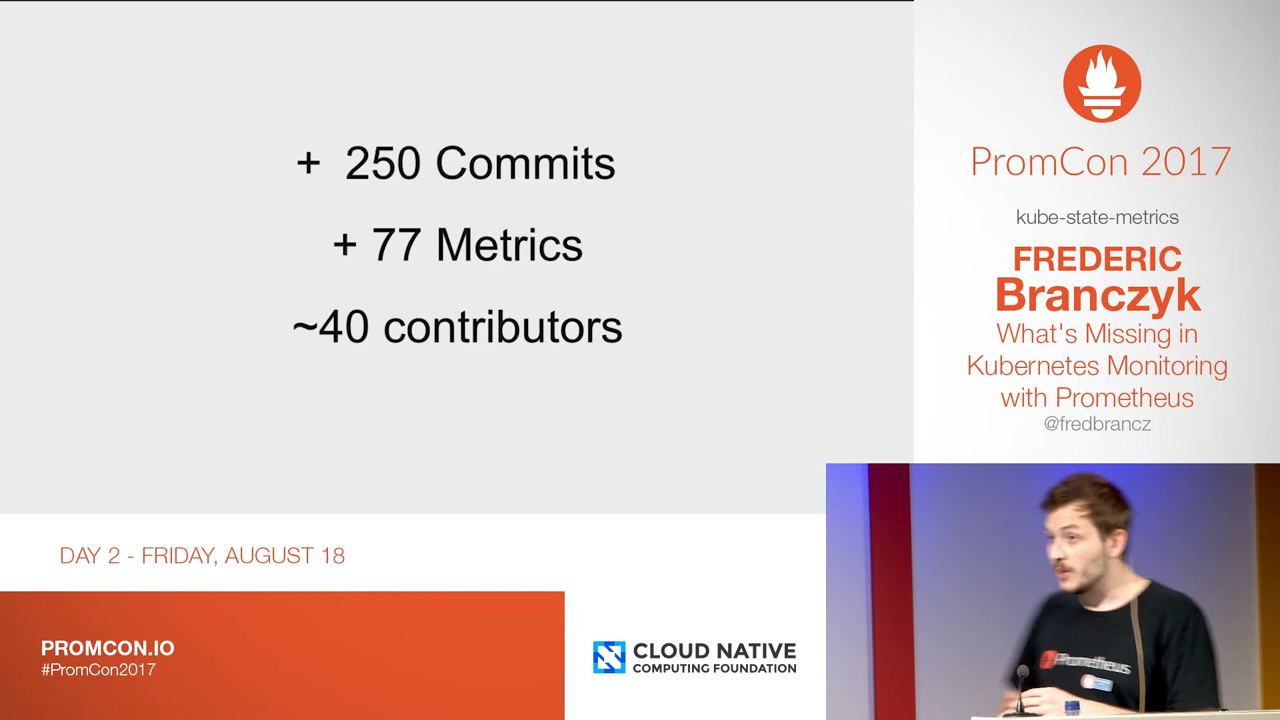 + 250 Commits
+ 77 Metrics
~40 contributors
PromCon 2017
kube-state-metrics
FREDERIC
Branczyk
What's Missing in
Kubernetes Monitoring
with Prometheus
@fredbrancz
DAY 2 - FRIDAY, AUGUST 18
PROMCON.IO
#PromCon2017
CLOUD NATIVE
COMPUTING FOUNDATION
Prometheus